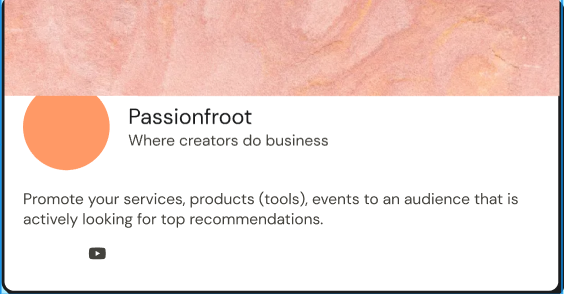 Passionfroot
Where creators do business
Promote your services, products (tools), events to an audience that is
actively looking for top recommendations.